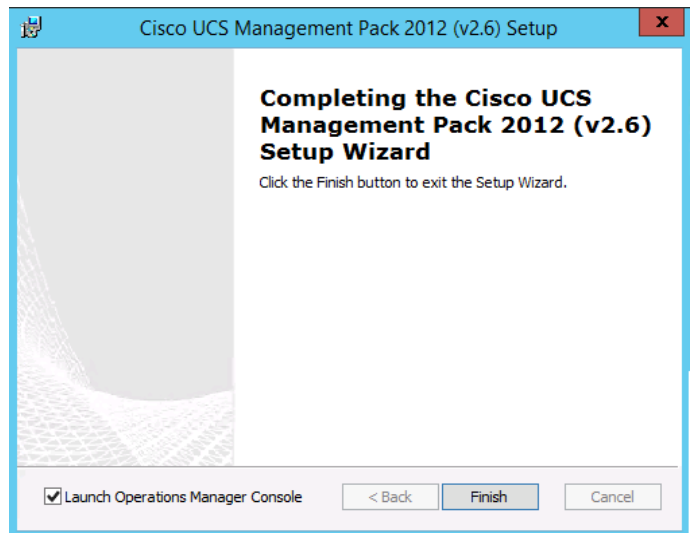 Cisco UCS Management Pack 2012 (v2.6) Setup
x
Completing the Cisco UCS
Management Pack 2012 (v2.6)
Setup Wizard
Click the Finish button to exit the Setup Wizard.
Launch Operations Manager Console
< Back
Finish
Cancel